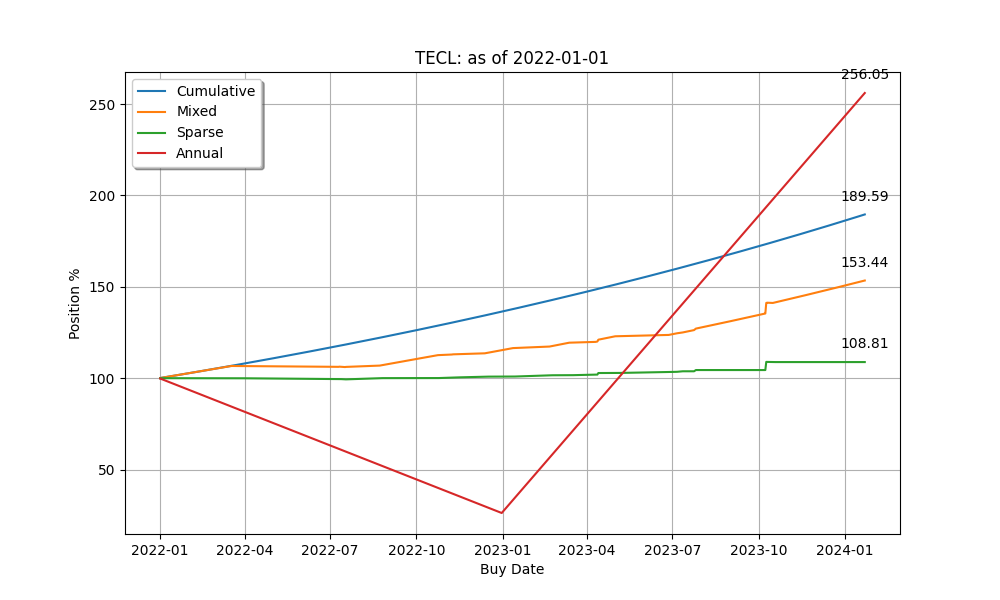 TECL: as of 2022-01-01
256.05
Cumulative
Mixed
Sparse
Annual
189.59
153.44
108.81
250
200
150
100
50
Position %
2022-01 2022-04 2022-07 2022-10 2023-01 2023-04 2023-07 2023-10 2024-01
Buy Date